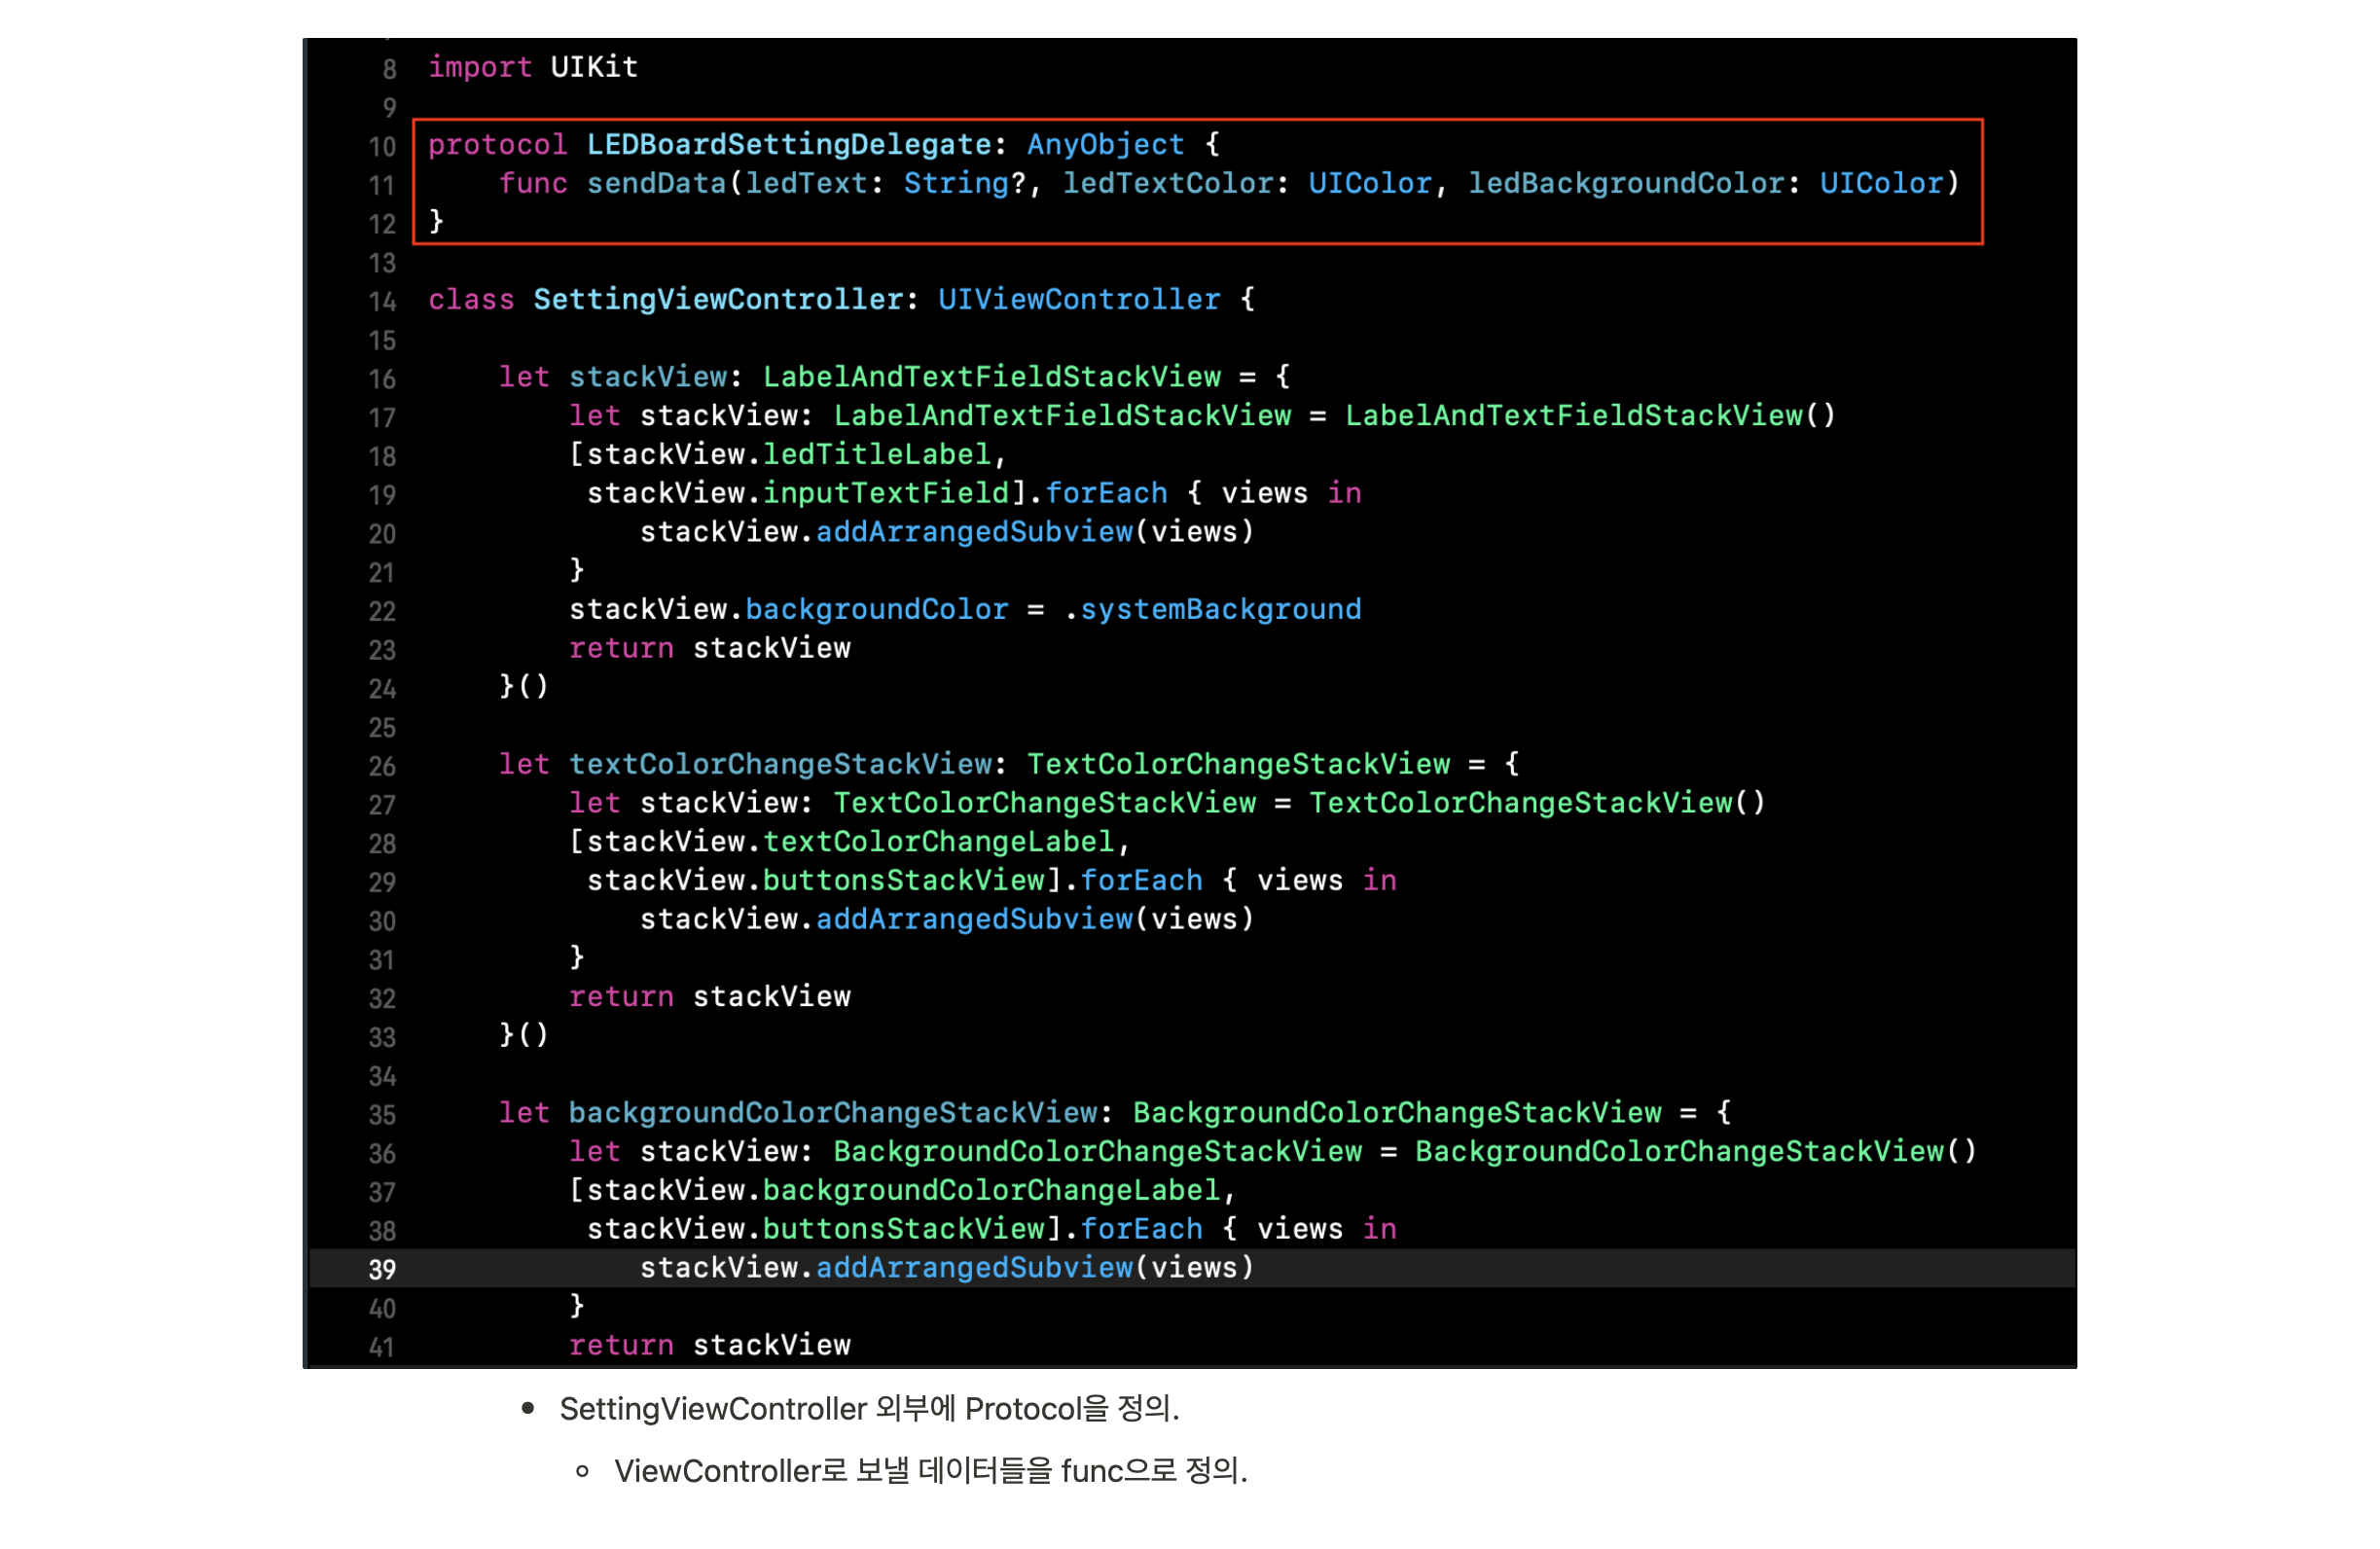 8 import UIKit
9
10 protocol LEDBoardSettingDelegate: AnyObject {
11     func sendData(ledText: String?, ledTextColor: UIColor, ledBackgroundColor: UIColor)
12 }
13
14 class SettingViewController: UIViewController {
15
16     let stackView: LabelAndTextFieldStackView = {
17         let stackView: LabelAndTextFieldStackView = LabelAndTextFieldStackView()
18         [stackView.ledTitleLabel,
19          stackView.inputTextField].forEach { views in
20             stackView.addArrangedSubview(views)
21         }
22         stackView.backgroundColor = .systemBackground
23         return stackView
24     }()
25
26     let textColorChangeStackView: TextColorChangeStackView = {
27         let stackView: TextColorChangeStackView = TextColorChangeStackView()
28         [stackView.textColorChangeLabel,
29          stackView.buttonsStackView].forEach { views in
30             stackView.addArrangedSubview(views)
31         }
32         return stackView
33     }()
34
35     let backgroundColorChangeStackView: BackgroundColorChangeStackView = {
36         let stackView: BackgroundColorChangeStackView = BackgroundColorChangeStackView()
37         [stackView.backgroundColorChangeLabel,
38          stackView.buttonsStackView].forEach { views in
39             stackView.addArrangedSubview(views)
40         }
41         return stackView
• SettingViewController 외부에 Protocol을 정의.
◦ ViewController로 보낼 데이터들을 func으로 정의.